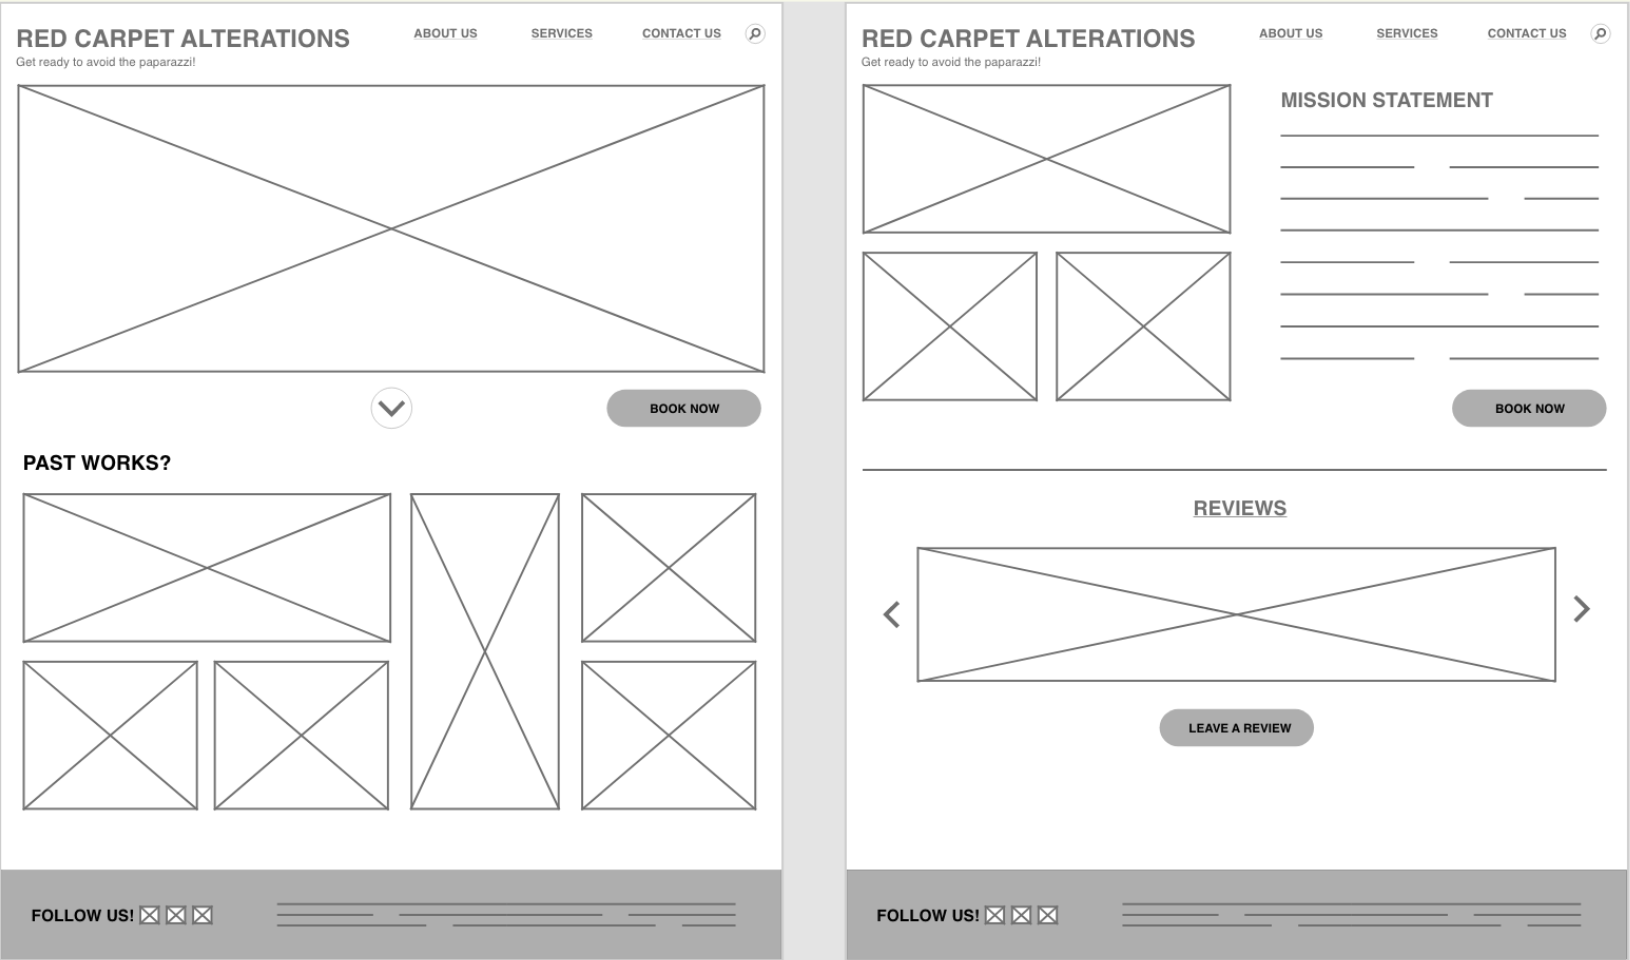 RED CARPET ALTERATIONS
Get ready to avoid the paparazzi!
ABOUT US
SERVICES
CONTACT US
BOOK NOW
PAST WORKS?
FOLLOW US!
RED CARPET ALTERATIONS
Get ready to avoid the paparazzi!
ABOUT US
SERVICES
CONTACT US
MISSION STATEMENT
BOOK NOW
REVIEWS
LEAVE A REVIEW
FOLLOW US!